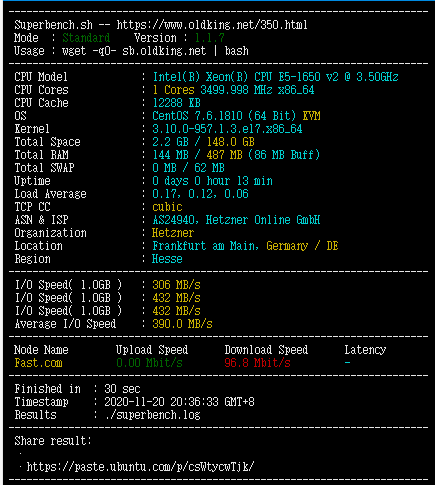 Superbench.sh -- https://www.oldking.net/350.html
Mode : Standard Version : 1.1.7
Usage : wget -qO- sb.oldking.net | bash
CPU Model : Intel(R) Xeon(R) CPU E5-1650 v2 @ 3.50GHz
CPU Cores : 1 Cores 3499.998 MHz x86_64
CPU Cache : 12288 KB
OS : CentOS 7.6.1810 (64 Bit) KVM
Kernel : 3.10.0-957.1.3.el7.x86_64
Total Space : 2.2 GB / 148.0 GB
Total RAM : 144 MB / 487 MB (86 MB Buff)
Total SWAP : 0 MB / 62 MB
Uptime : 0 days 0 hour 13 min
Load Average : 0.17, 0.12, 0.06
TCP CC : cubic
ASN & ISP : AS24940, Hetzner Online GmbH
Organization : Hetzner
Location : Frankfurt am Main, Germany / DE
Region : Hesse
I/O Speed( 1.0GB ) : 306 MB/s
I/O Speed( 1.0GB ) : 432 MB/s
I/O Speed( 1.0GB ) : 432 MB/s
Average I/O Speed : 390.0 MB/s
Node Name Upload Speed Download Speed Latency
Fast.com 0.00 Mbit/s 95.8 Mbit/s -
Finished in : 30 sec
Timestamp : 2020-11-20 20:36:33 GMT+8
Results : ./superbench.log
Share result:
·
· https://paste.ubuntu.com/p/csWtycwTjk/